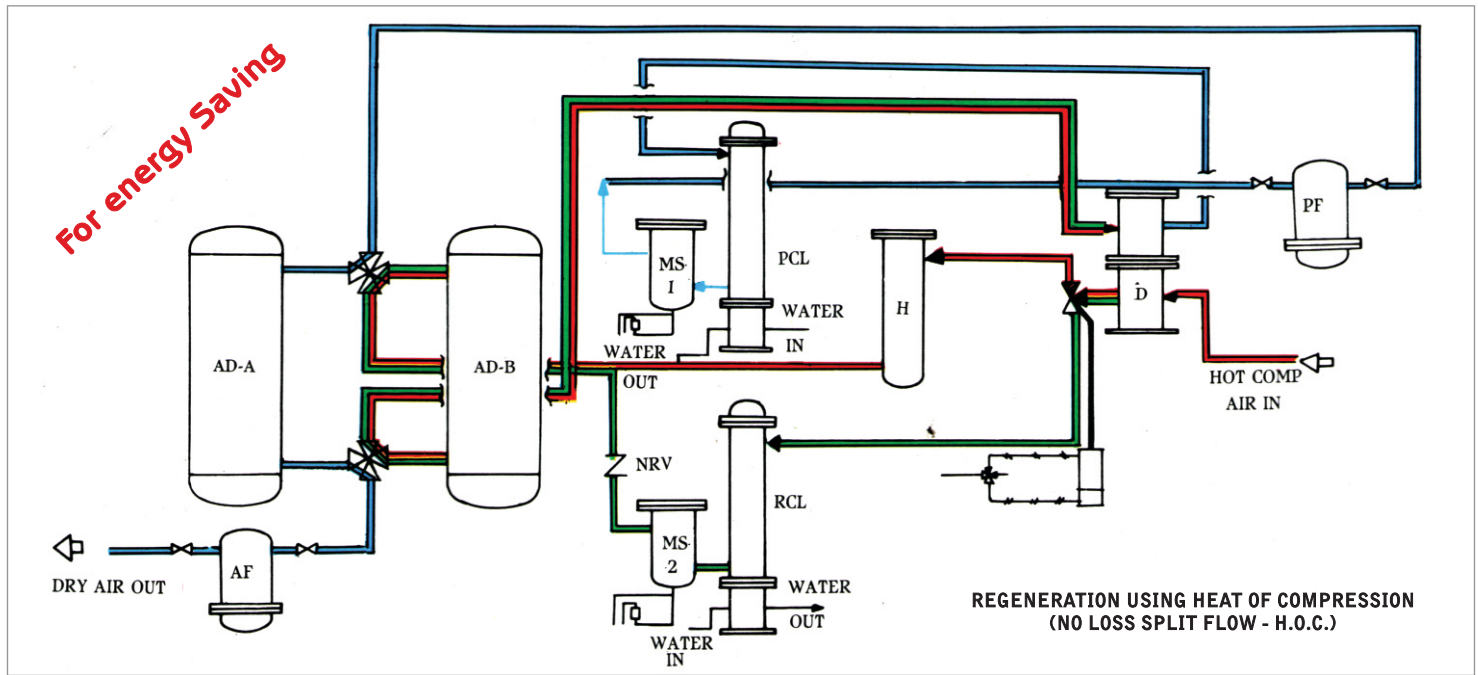 For energy Saving
PF
MS-
1
PCL
D
WATER
IN
H
WATER
OUT
AD-A
AD-B
HOT COMP
AIR IN
NRV
RCL
MS-
2
AF
DRY AIR OUT
WATER
OUT
WATER
IN
REGENERATION USING HEAT OF COMPRESSION
(NO LOSS SPLIT FLOW - H.O.C.)